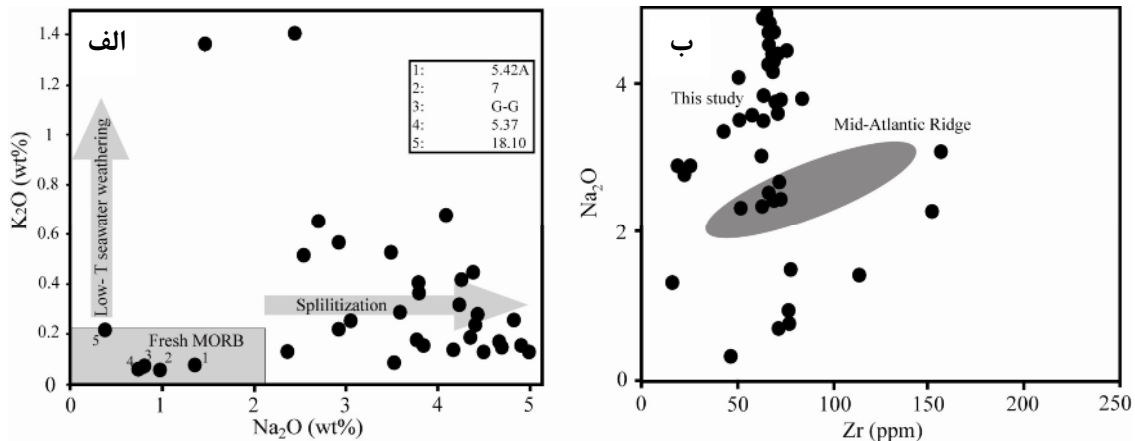 الف
1.4
1.2
1
0.8
0.6
0.4
0.2
0
K₂O (wt%)
Low- T seawater weathering
1: 5.42A
2: 7
3: G-G
4: 5.37
5: 18.10
Splilitization
Fresh MORB
5
4
3
2
1
0 1 2 3 4 5
Na₂O (wt%)
ب
This study
Mid-Atlantic Ridge
Na₂O
4
2
0
0 50 100 150 200 250
Zr (ppm)